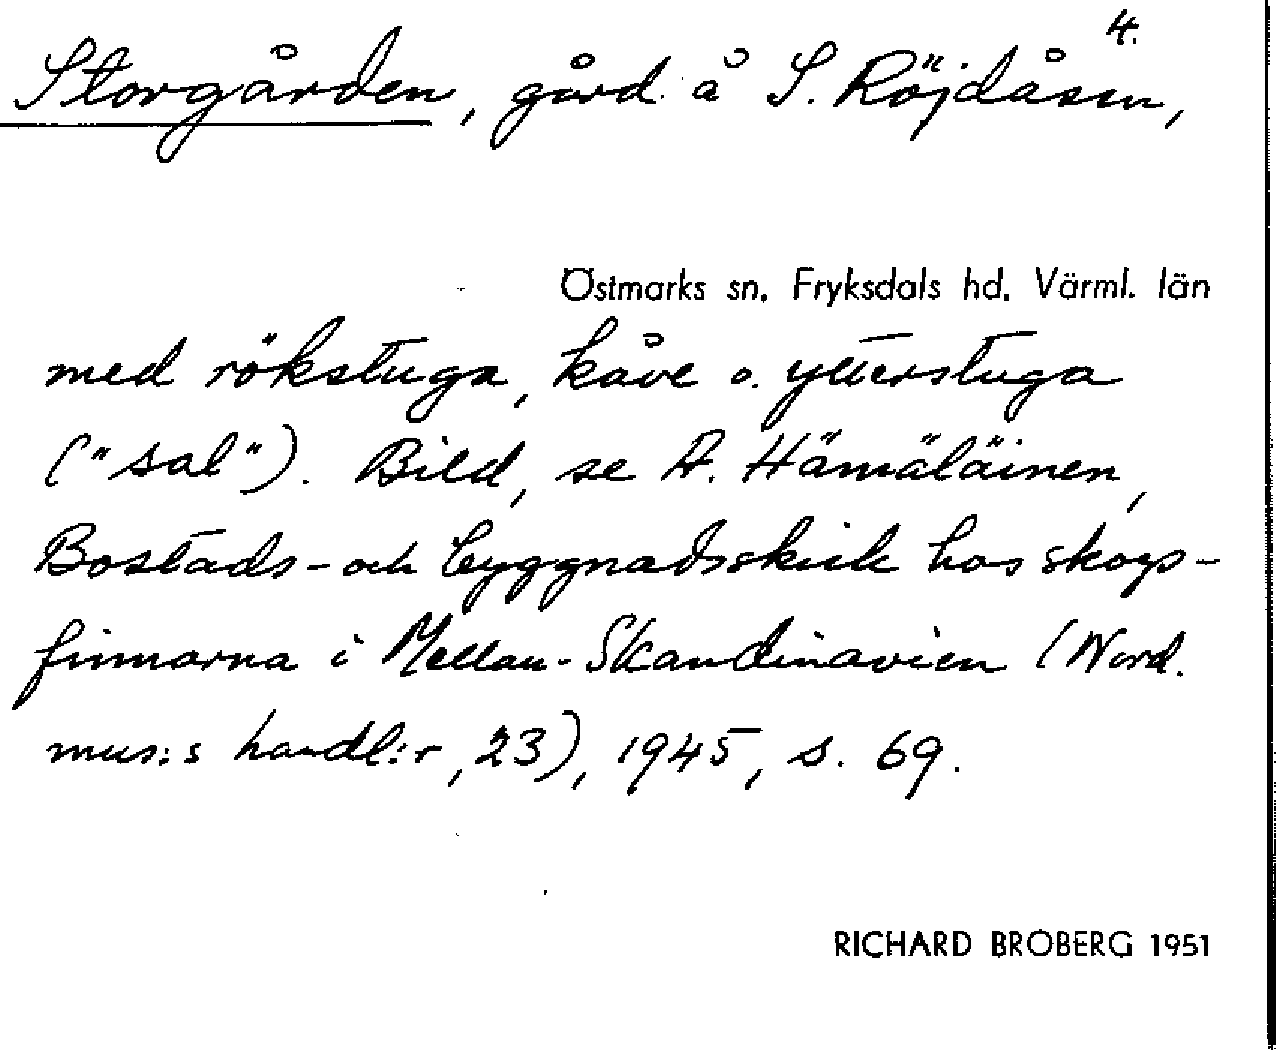 4.
Storgården, gård å S. Röjdåsen,
Östmarks sn. Fryksdals hd. Värml. län
med rökstuga, kåve o. ytterstuga
("sal"). Bild, se A. Hämäläinen,
Bostads- och byggnadsskick hos skogs-
finnarna i Mellan-Skandinavien (Nord.
mus:s handl:r, 23), 1945, s. 69.
RICHARD BROBERG 1951